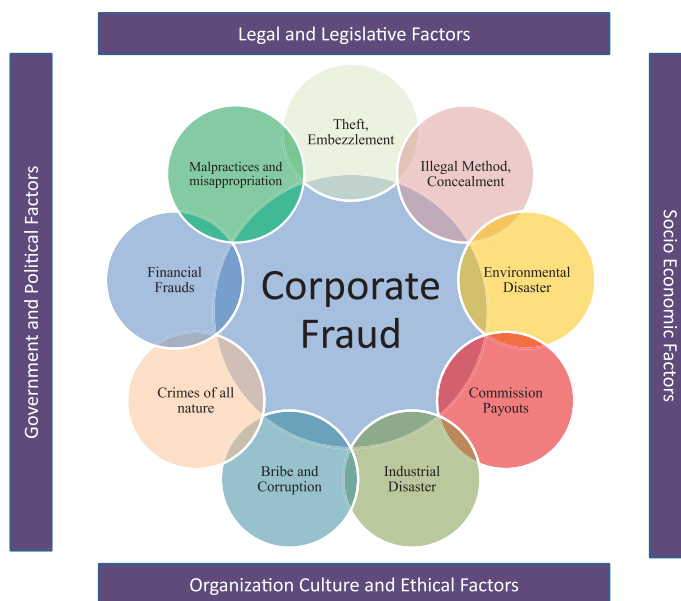 Legal and Legislative Factors
Government and Political Factors
Socio Economic Factors
Theft,
Embezzlement
Malpractices and
misappropriation
Illegal Method,
Concealment
Financial
Frauds
Corporate
Fraud
Environmental
Disaster
Crimes of all
nature
Commission
Payouts
Bribe and
Corruption
Industrial
Disaster
Organization Culture and Ethical Factors